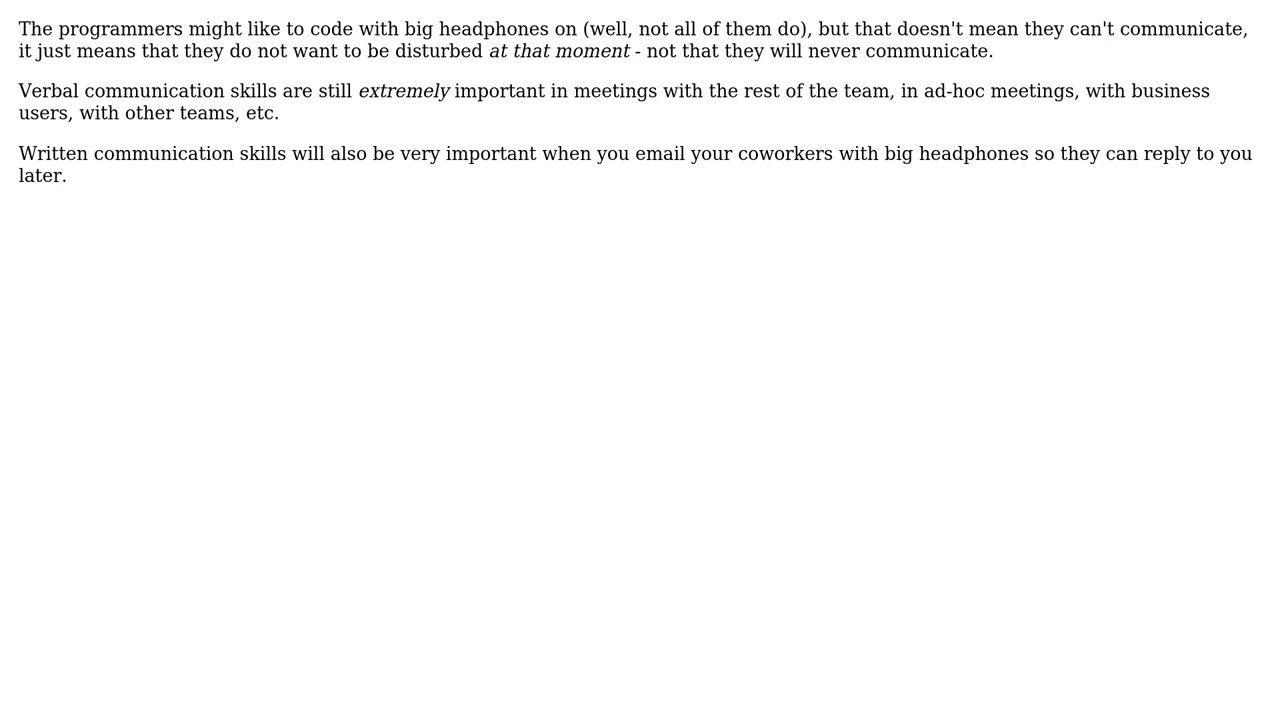 The programmers might like to code with big headphones on (well, not all of them do), but that doesn't mean they can't communicate,
it just means that they do not want to be disturbed at that moment - not that they will never communicate.
Verbal communication skills are still extremely important in meetings with the rest of the team, in ad-hoc meetings, with business
users, with other teams, etc.
Written communication skills will also be very important when you email your coworkers with big headphones so they can reply to you
later.